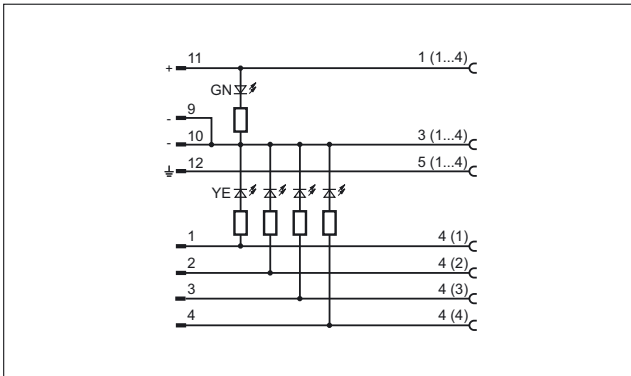 + 11 1 (1...4)
GN
- 9
- 10 3 (1...4)
12 5 (1...4)
YE
1 4 (1)
2 4 (2)
3 4 (3)
4 4 (4)